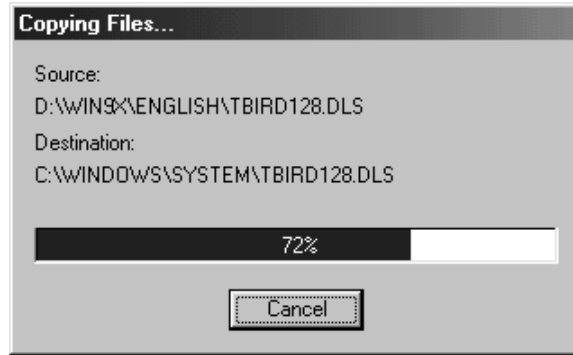 Copying Files...
Source:
D:\WIN9X\ENGLISH\TBIRD128.DLS
Destination:
C:\WINDOWS\SYSTEM\TBIRD128.DLS
72%
Cancel